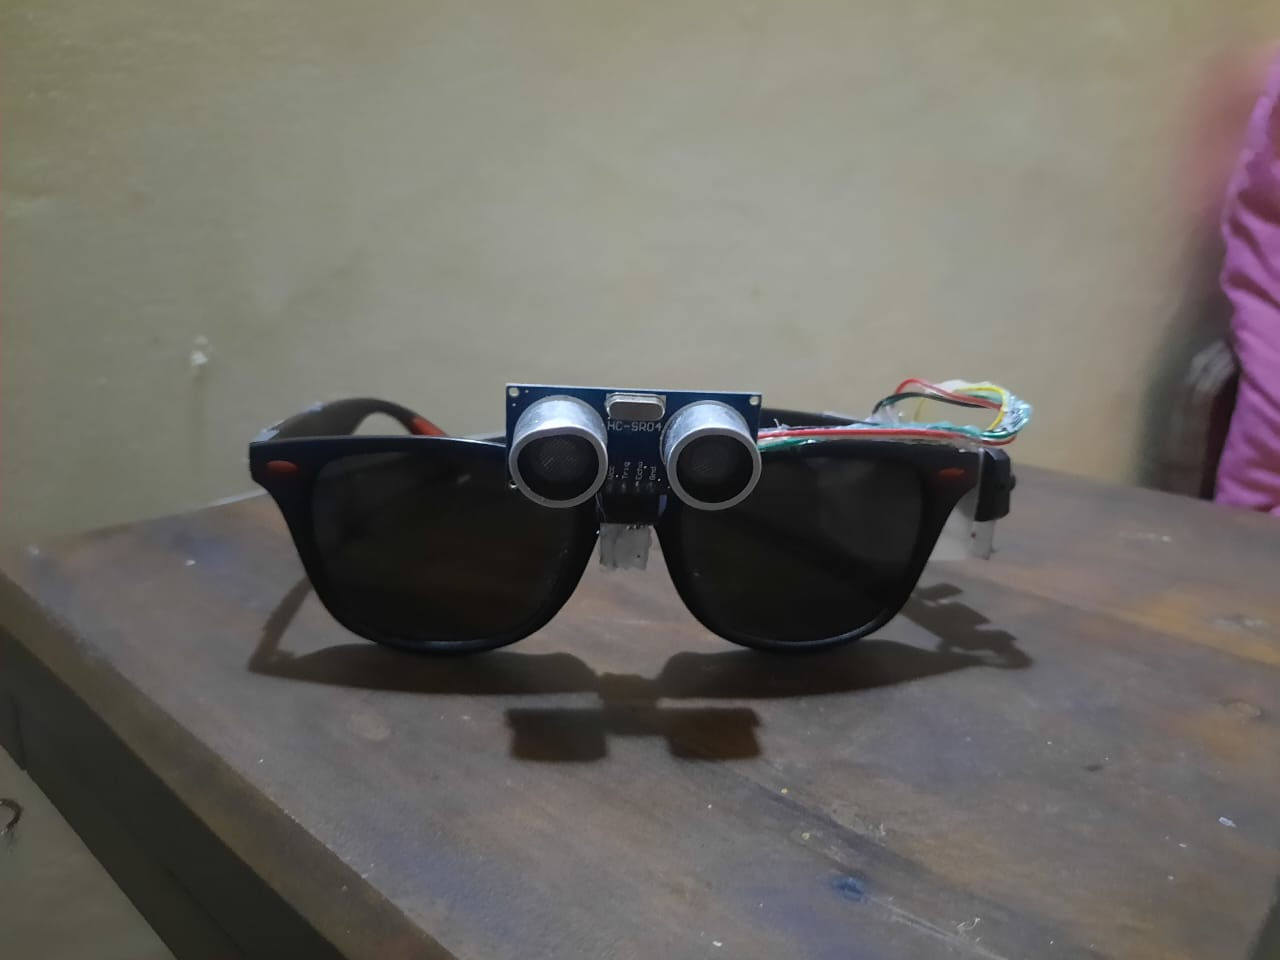 HC-SR04
Vcc
Trig
Echo
Gnd